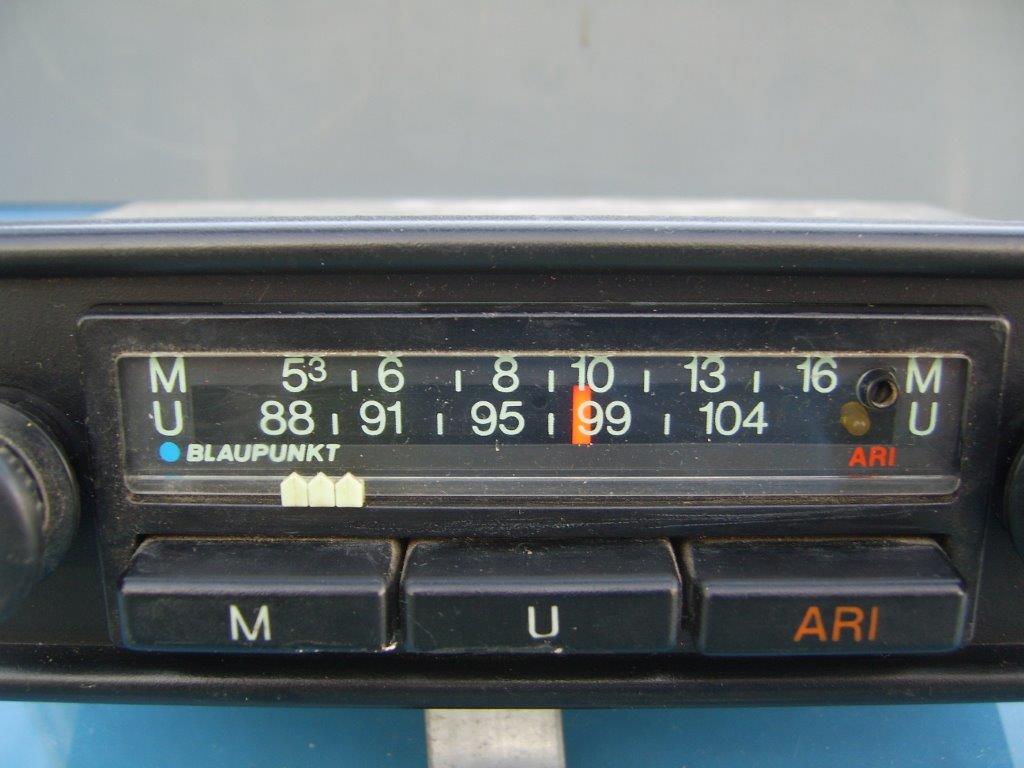 M 53 6 8 10 13 16 M
U 88 91 95 99 104 U
BLAUPUNKT ARI
M U ARI